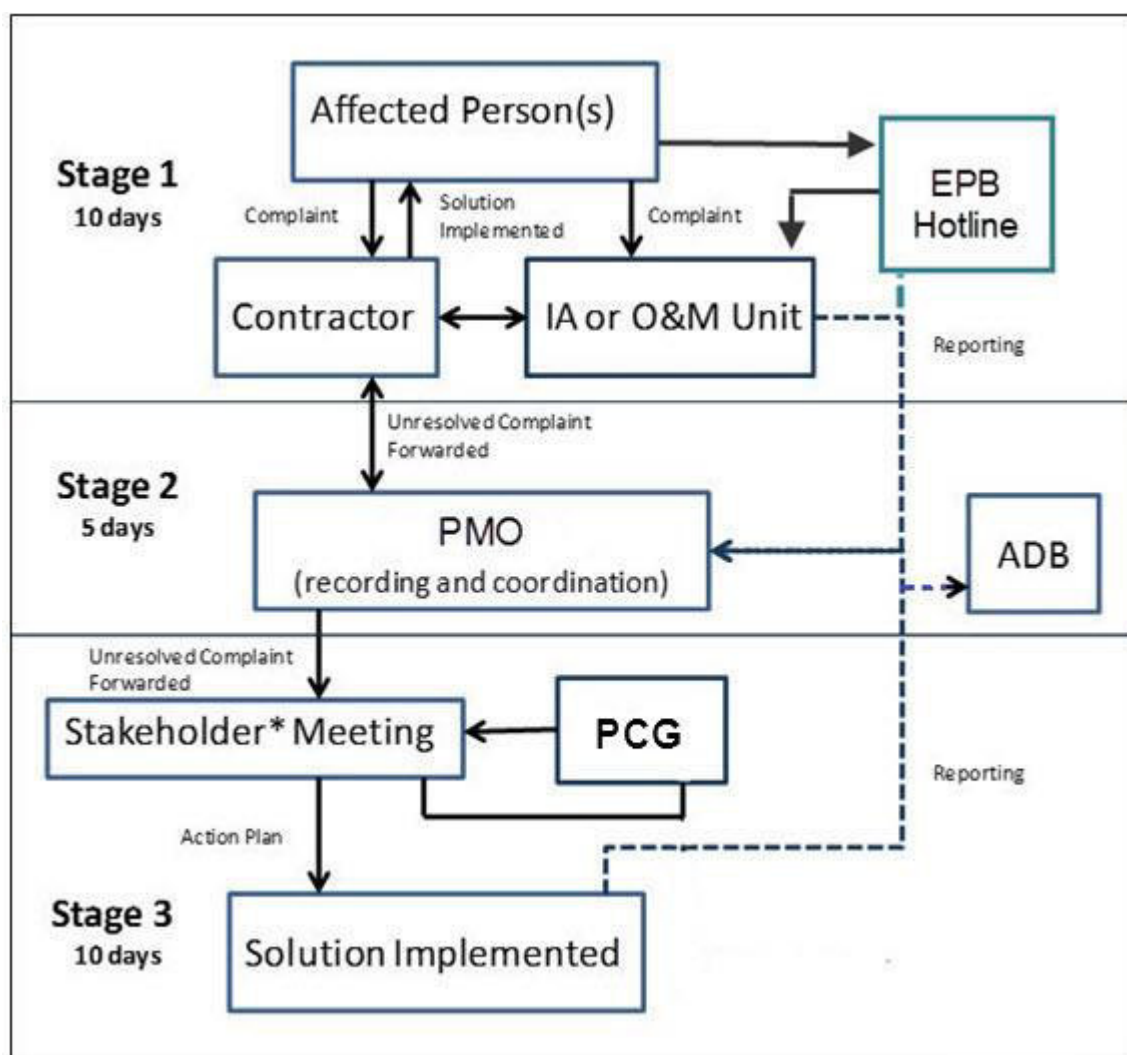 Affected Person(s)
Stage 1
10 days
EPB
Hotline
Complaint
Solution
Implemented
Complaint
Contractor
IA or O&M Unit
Reporting
Unresolved Complaint
Forwarded
Stage 2
5 days
PMO
(recording and coordination)
ADB
Unresolved Complaint
Forwarded
Stakeholder* Meeting
PCG
Reporting
Action Plan
Stage 3
10 days
Solution Implemented